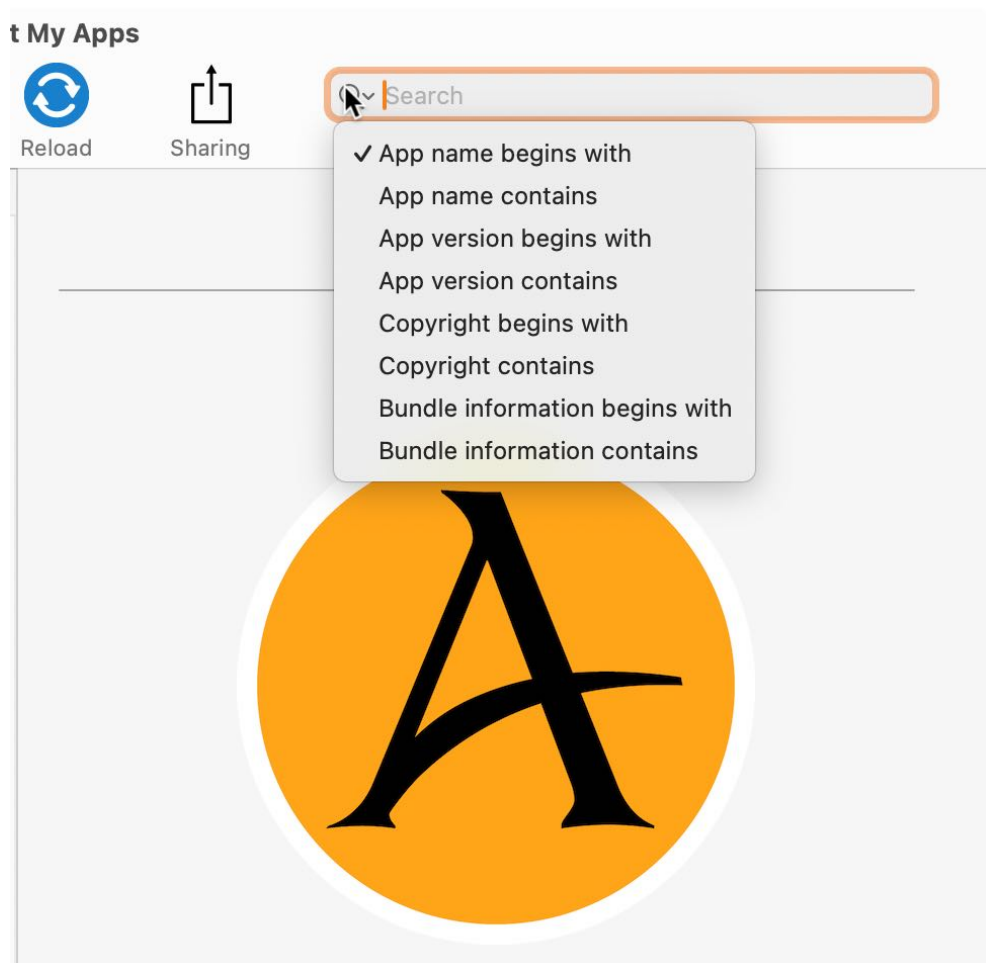 t My Apps
Search
Reload Sharing
✓ App name begins with
App name contains
App version begins with
App version contains
Copyright begins with
Copyright contains
Bundle information begins with
Bundle information contains
A